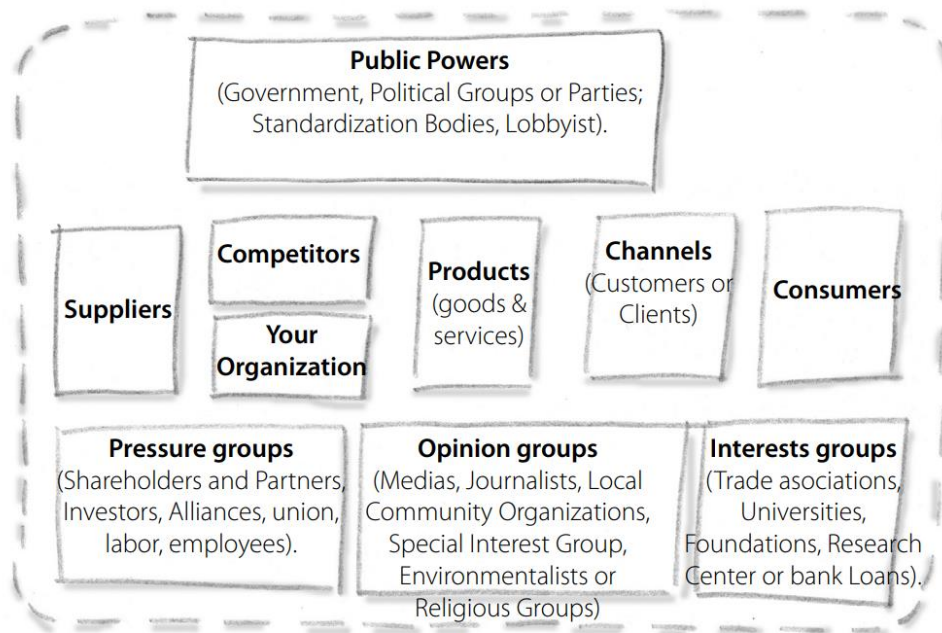 Public Powers
(Government, Political Groups or Parties;
Standardization Bodies, Lobbyist).
Suppliers
Competitors
Your
Organization
Products
(goods &
services)
Channels
(Customers or
Clients)
Consumers
Pressure groups
(Shareholders and Partners,
Investors, Alliances, union,
labor, employees).
Opinion groups
(Medias, Journalists, Local
Community Organizations,
Special Interest Group,
Environmentalists or
Religious Groups)
Interests groups
(Trade asociations,
Universities,
Foundations, Research
Center or bank Loans).